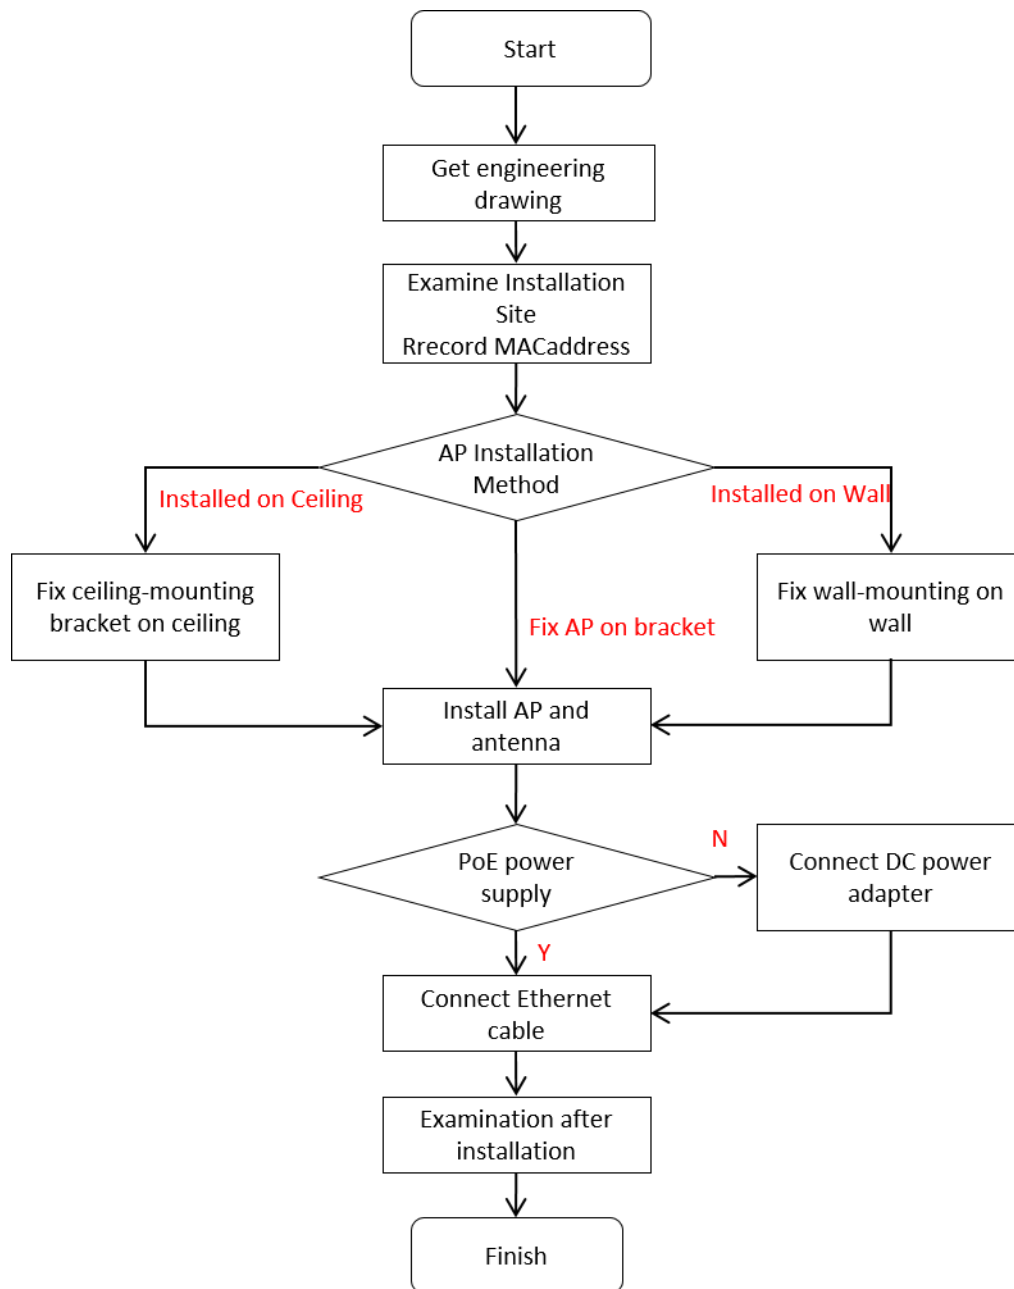 Start
Get engineering
drawing
Examine Installation
Site
Rrecord MACaddress
AP Installation
Method
Installed on Ceiling
Installed on Wall
Fix ceiling-mounting
bracket on ceiling
Fix AP on bracket
Fix wall-mounting on
wall
Install AP and
antenna
PoE power
supply
N
Connect DC power
adapter
Y
Connect Ethernet
cable
Examination after
installation
Finish